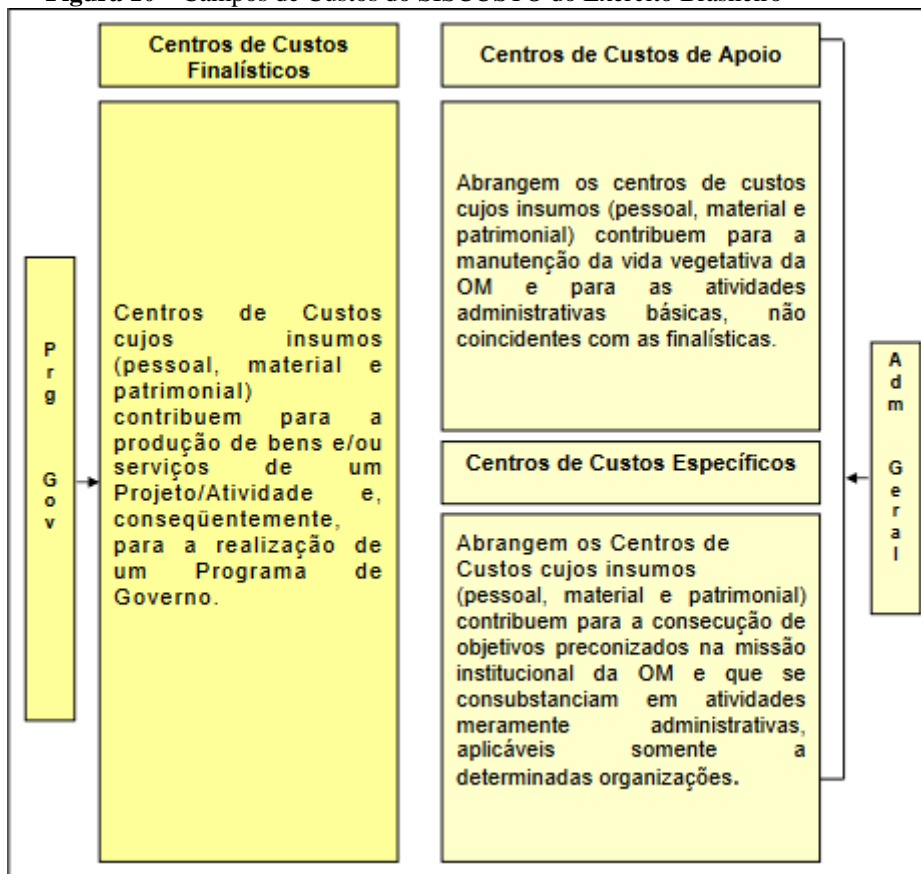 Figura 10 – Campos de Custos do SISCUSTO do Exército Brasileiro
Centros de Custos
Finalísticos
Centros de Custos de Apoio
Prg Gov
Centros de Custos
cujos insumos
(pessoal, material e
patrimonial)
contribuem para a
produção de bens e/ou
serviços de um
Projeto/Atividade e,
conseqüentemente,
para a realização de
um Programa de
Governo.
Abrangem os centros de custos
cujos insumos (pessoal, material e
patrimonial) contribuem para a
manutenção da vida vegetativa da
OM e para as atividades
administrativas básicas, não
coincidentes com as finalísticas.
Centros de Custos Específicos
Abrangem os Centros de
Custos cujos insumos
(pessoal, material e patrimonial)
contribuem para a consecução de
objetivos preconizados na missão
institucional da OM e que se
consubstanciam em atividades
meramente administrativas,
aplicáveis somente a
determinadas organizações.
Adm Geral